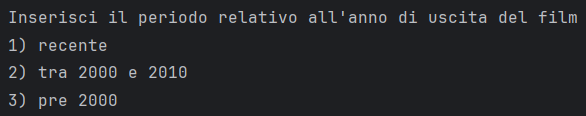 Inserisci il periodo relativo all'anno di uscita del film
1) recente
2) tra 2000 e 2010
3) pre 2000